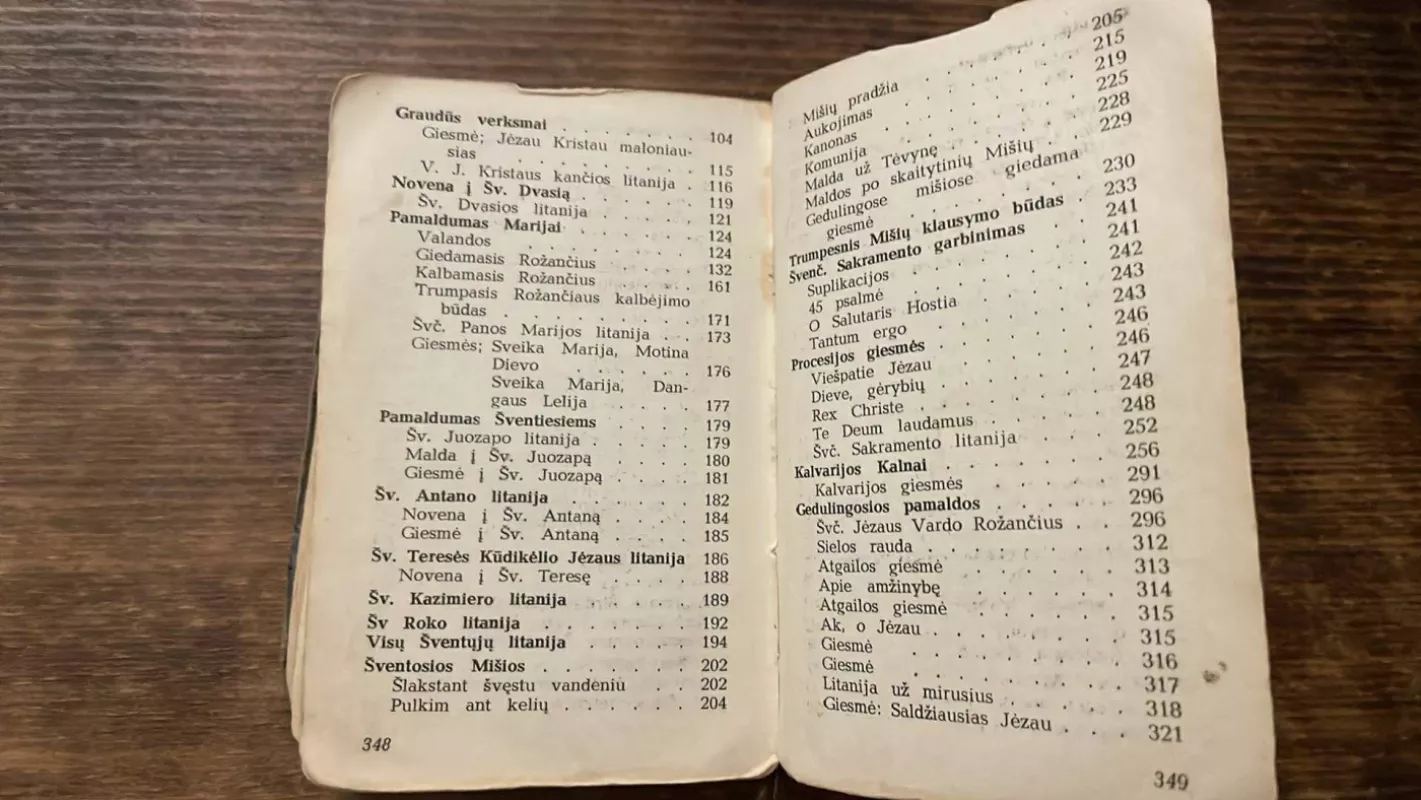 Graudūs verksmai . . . . . . 104
Giesmė; Jėzau Kristau maloniau-
sias . . . . . . . 115
V. J. Kristaus kančios litanija . 116
Novena į Šv. Dvasią . . . . . . 119
Šv. Dvasios litanija . . . . . 121
Pamaldumas Marijai . . . . . . 124
Valandos . . . . . . . 124
Giedamasis Rožančius . . . . 132
Kalbamasis Rožančius . . . . 161
Trumpasis Rožančiaus kalbėjimo
būdas . . . . . . . . 171
Švč. Panos Marijos litanija . . 173
Giesmės; Sveika Marija, Motina
Dievo . . . . . 176
Sveika Marija, Dan-
gaus Lelija . . . . 177
Pamaldumas Šventiesiems . . . . 179
Šv. Juozapo litanija . . . . . 179
Malda į Šv. Juozapą . . . . 180
Giesmė į Šv. Juozapą . . . . 181
Šv. Antano litanija . . . . . . 182
Novena į Šv. Antaną . . . . 184
Giesmė į Šv. Antaną . . . . 185
Šv. Teresės Kūdikėlio Jėzaus litanija 186
Novena į Šv. Teresę . . . . 188
Šv. Kazimiero litanija . . . . . 189
Šv Roko litanija . . . . . . . 192
Visų Šventųjų litanija . . . . . 194
Šventosios Mišios . . . . . . . 202
Šlakstant švęstu vandeniu . . 202
Pulkim ant kelių . . . . . . 204
348
Mišių pradžia . . . . . . 205
Aukojimas . . . . . . . 215
Kanonas . . . . . . . . 219
Komunija . . . . . . . 225
Malda už Tėvynę . . . . . 228
Maldos po skaitytinių Mišių . . 229
Gedulingose mišiose giedama
giesmė . . . . . . . 230
Trumpesnis Mišių klausymo būdas . 233
Švenč. Sakramento garbinimas . . 241
Suplikacijos . . . . . . . 241
45 psalmė . . . . . . . 242
O Salutaris Hostia . . . . . 243
Tantum ergo . . . . . . 243
Procesijos giesmės . . . . . . 246
Viešpatie Jėzau . . . . . . 246
Dieve, gėrybių . . . . . . 247
Rex Christe . . . . . . . 248
Te Deum laudamus . . . . . 248
Švč. Sakramento litanija . . . 252
Kalvarijos Kalnai . . . . . . . 256
Kalvarijos giesmės . . . . . 291
Gedulingosios pamaldos . . . . . 296
Švč. Jėzaus Vardo Rožančius . . 296
Sielos rauda . . . . . . . 312
Atgailos giesmė . . . . . . 313
Apie amžinybę . . . . . . 314
Atgailos giesmė . . . . . . 315
Ak, o Jėzau . . . . . . . 315
Giesmė . . . . . . . . 316
Giesmė . . . . . . . . 317
Litanija už mirusius . . . . 318
Giesmė: Saldžiausias Jėzau . . . 321
349